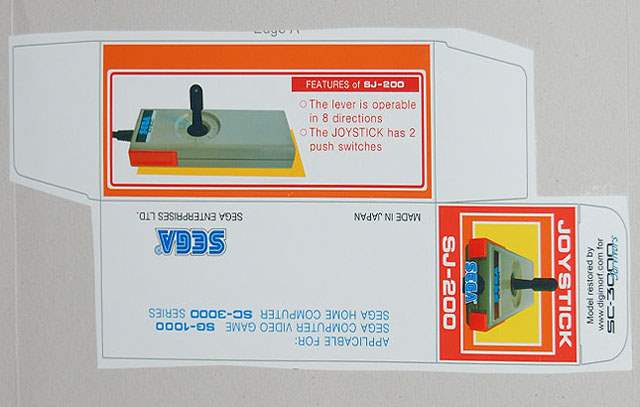 Edge A
FEATURES of SJ-200
The lever is operable
in 8 directions
The JOYSTICK has 2
push switches
SEGA
MADE IN JAPAN
SEGA ENTERPRISES LTD.
SEGA®
APPLICABLE FOR:
SEGA COMPUTER VIDEO GAME SG-1000
SEGA HOME COMPUTER SC-3000 SERIES
JOYSTICK
SJ-200
SEGA
Model restored by
www.digimorf.com for
SC-3000